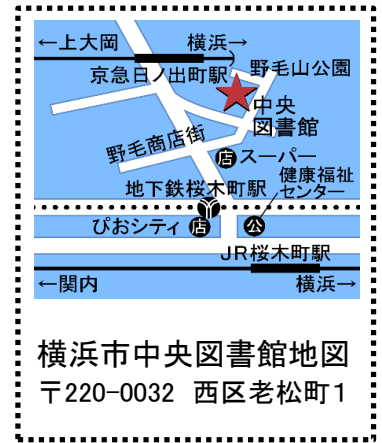 ←上大岡 横浜→
京急日ノ出町駅
野毛山公園
中央
図書館
野毛商店街
店 スーパー
健康福祉
センター
地下鉄桜木町駅
ぴおシティ 店
公
JR桜木町駅
←関内 横浜→
横浜市中央図書館地図
〒220-0032 西区老松町1